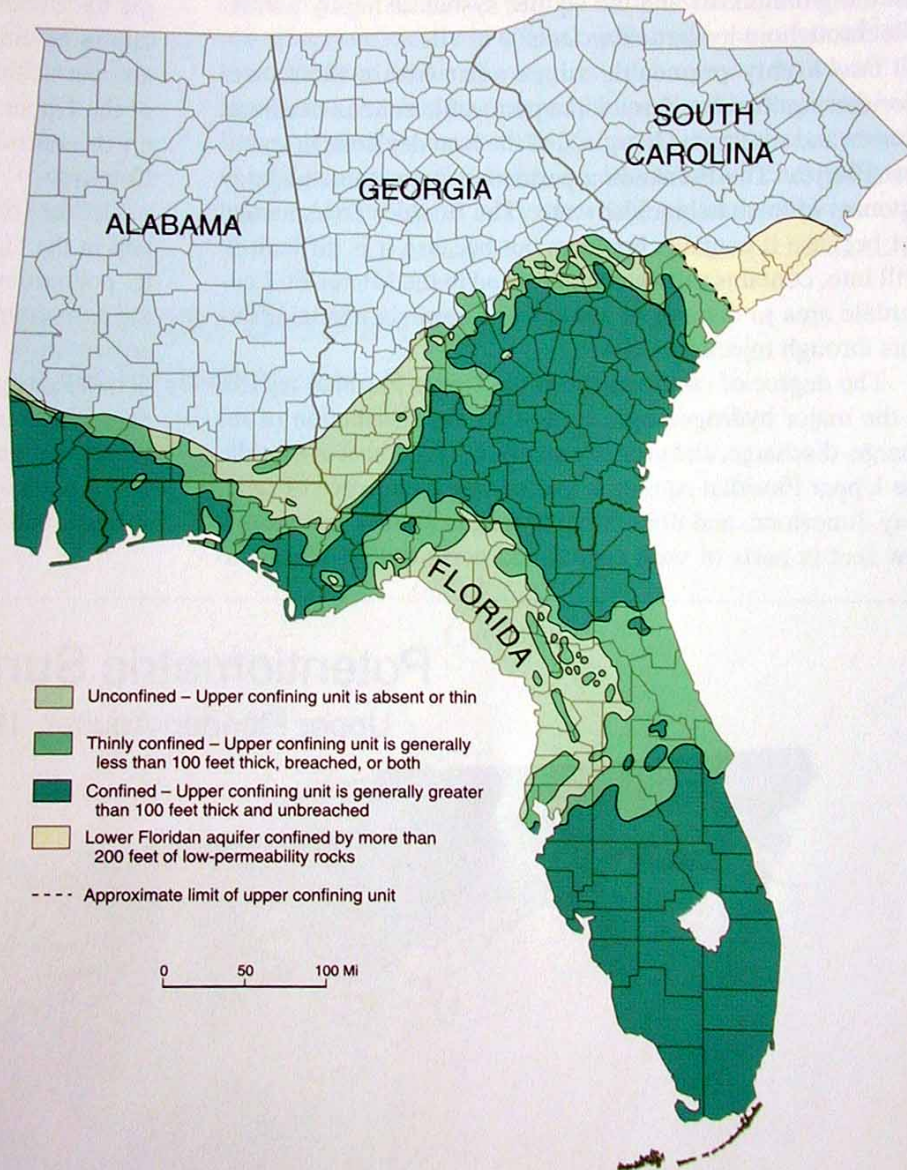 SOUTH
CAROLINA
GEORGIA
ALABAMA
FLORIDA
Unconfined – Upper confining unit is absent or thin
Thinly confined – Upper confining unit is generally
less than 100 feet thick, breached, or both
Confined – Upper confining unit is generally greater
than 100 feet thick and unbreached
Lower Floridan aquifer confined by more than
200 feet of low-permeability rocks
Approximate limit of upper confining unit
0 50 100 Mi